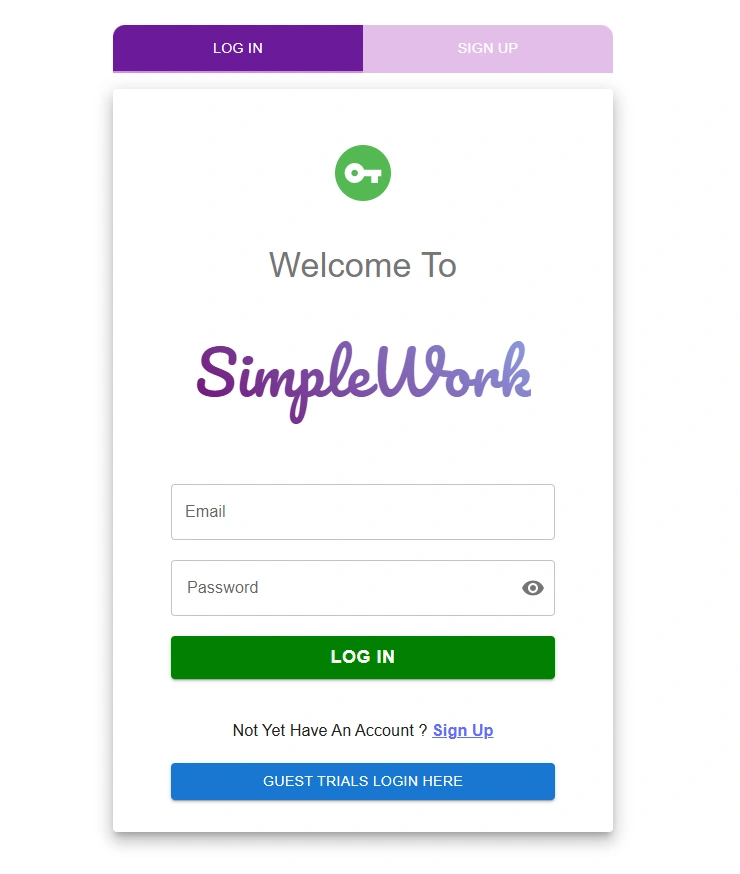 LOG IN
SIGN UP
Welcome To
SimpleWork
Email
Password
LOG IN
Not Yet Have An Account ? Sign Up
GUEST TRIALS LOGIN HERE